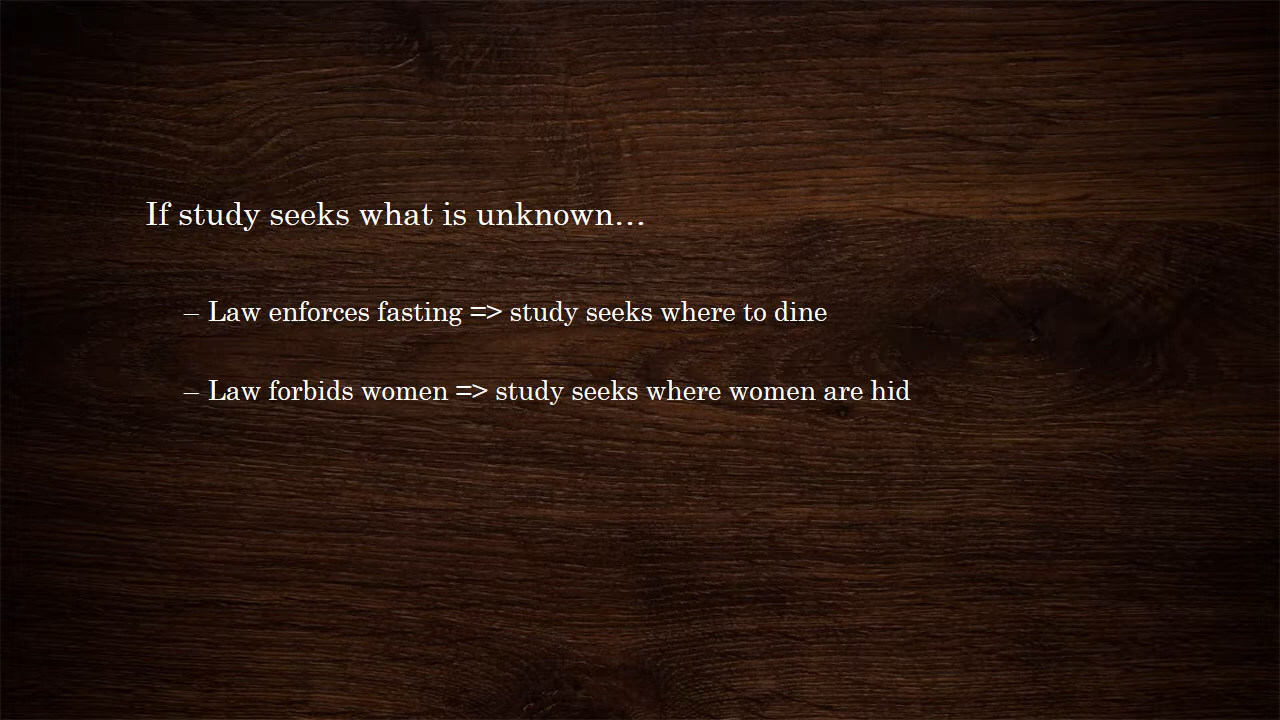 If study seeks what is unknown…
– Law enforces fasting => study seeks where to dine
– Law forbids women => study seeks where women are hid